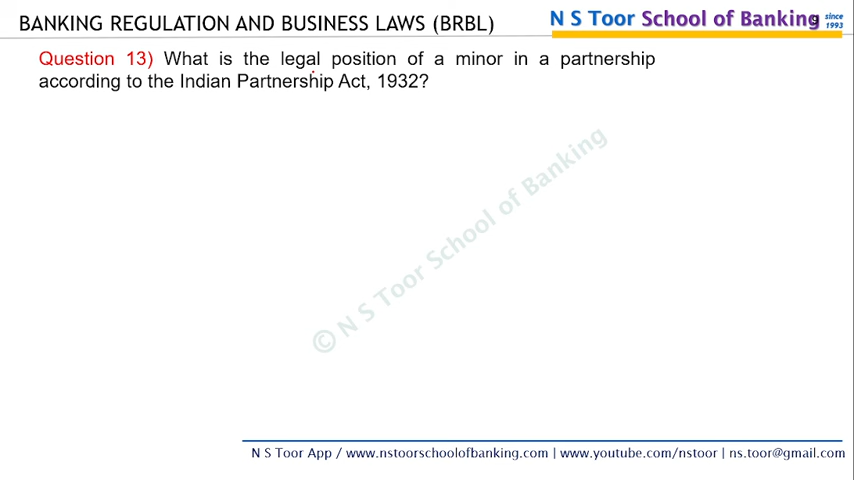 BANKING REGULATION AND BUSINESS LAWS (BRBL)
N S Toor School of Banking since 1993
Question 13) What is the legal position of a minor in a partnership
according to the Indian Partnership Act, 1932?
© N S Toor School of Banking
N S Toor App / www.nstoorschoolofbanking.com | www.youtube.com/nstoor | ns.toor@gmail.com